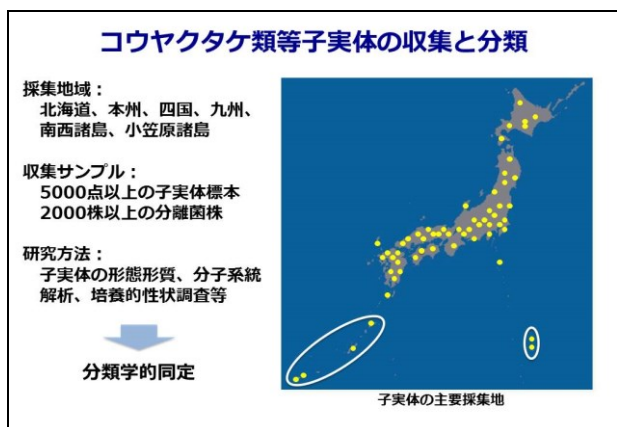 コウヤクタケ類等子実体の収集と分類
採集地域：
北海道、本州、四国、九州、
南西諸島、小笠原諸島
収集サンプル：
5000点以上の子実体標本
2000株以上の分離菌株
研究方法：
子実体の形態形質、分子系統
解析、培養的性状調査等
分類学的同定
子実体の主要採集地